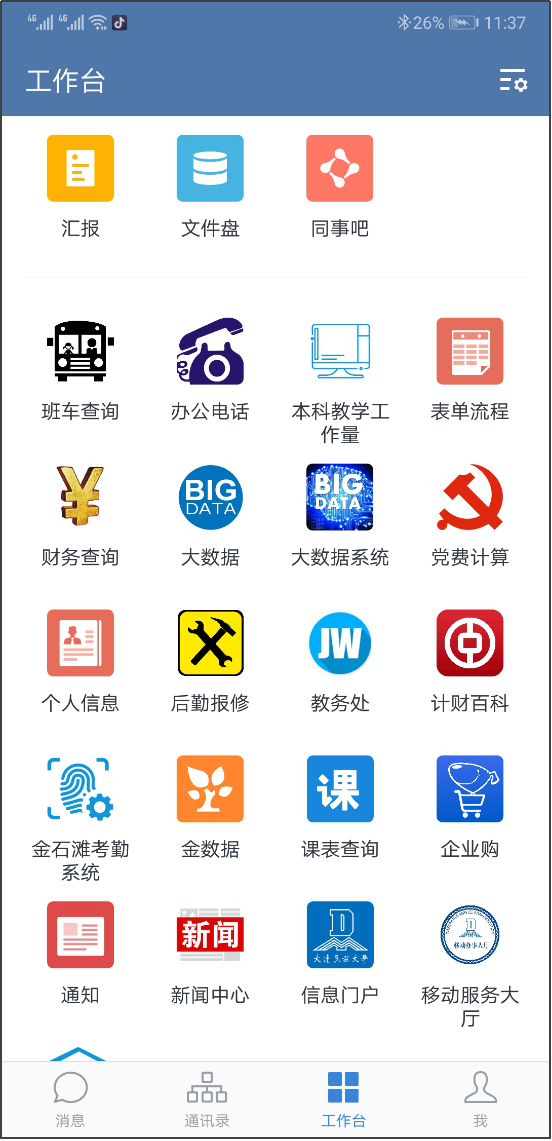 4G 4G 26% 11:37
工作台
汇报 文件盘 同事吧
班车查询 办公电话 本科教学工作量 表单流程
BIG DATA BIG DATA
财务查询 大数据 大数据系统 党费计算
JW
个人信息 后勤报修 教务处 计财百科
课
金石滩考勤系统 金数据 课表查询 企业购
新闻 大连民族大学 移动办事大厅
通知 新闻中心 信息门户 移动服务大厅
消息 通讯录 工作台 我